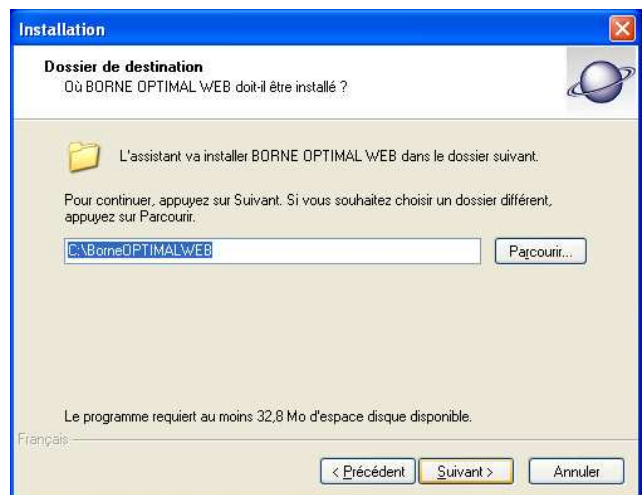 Installation
Dossier de destination
Où BORNE OPTIMAL WEB doit-il être installé ?
L'assistant va installer BORNE OPTIMAL WEB dans le dossier suivant.
Pour continuer, appuyez sur Suivant. Si vous souhaitez choisir un dossier différent,
appuyez sur Parcourir.
C:\BorneOPTIMALWEB
Parcourir...
Le programme requiert au moins 32,8 Mo d'espace disque disponible.
Français
< Précédent
Suivant >
Annuler